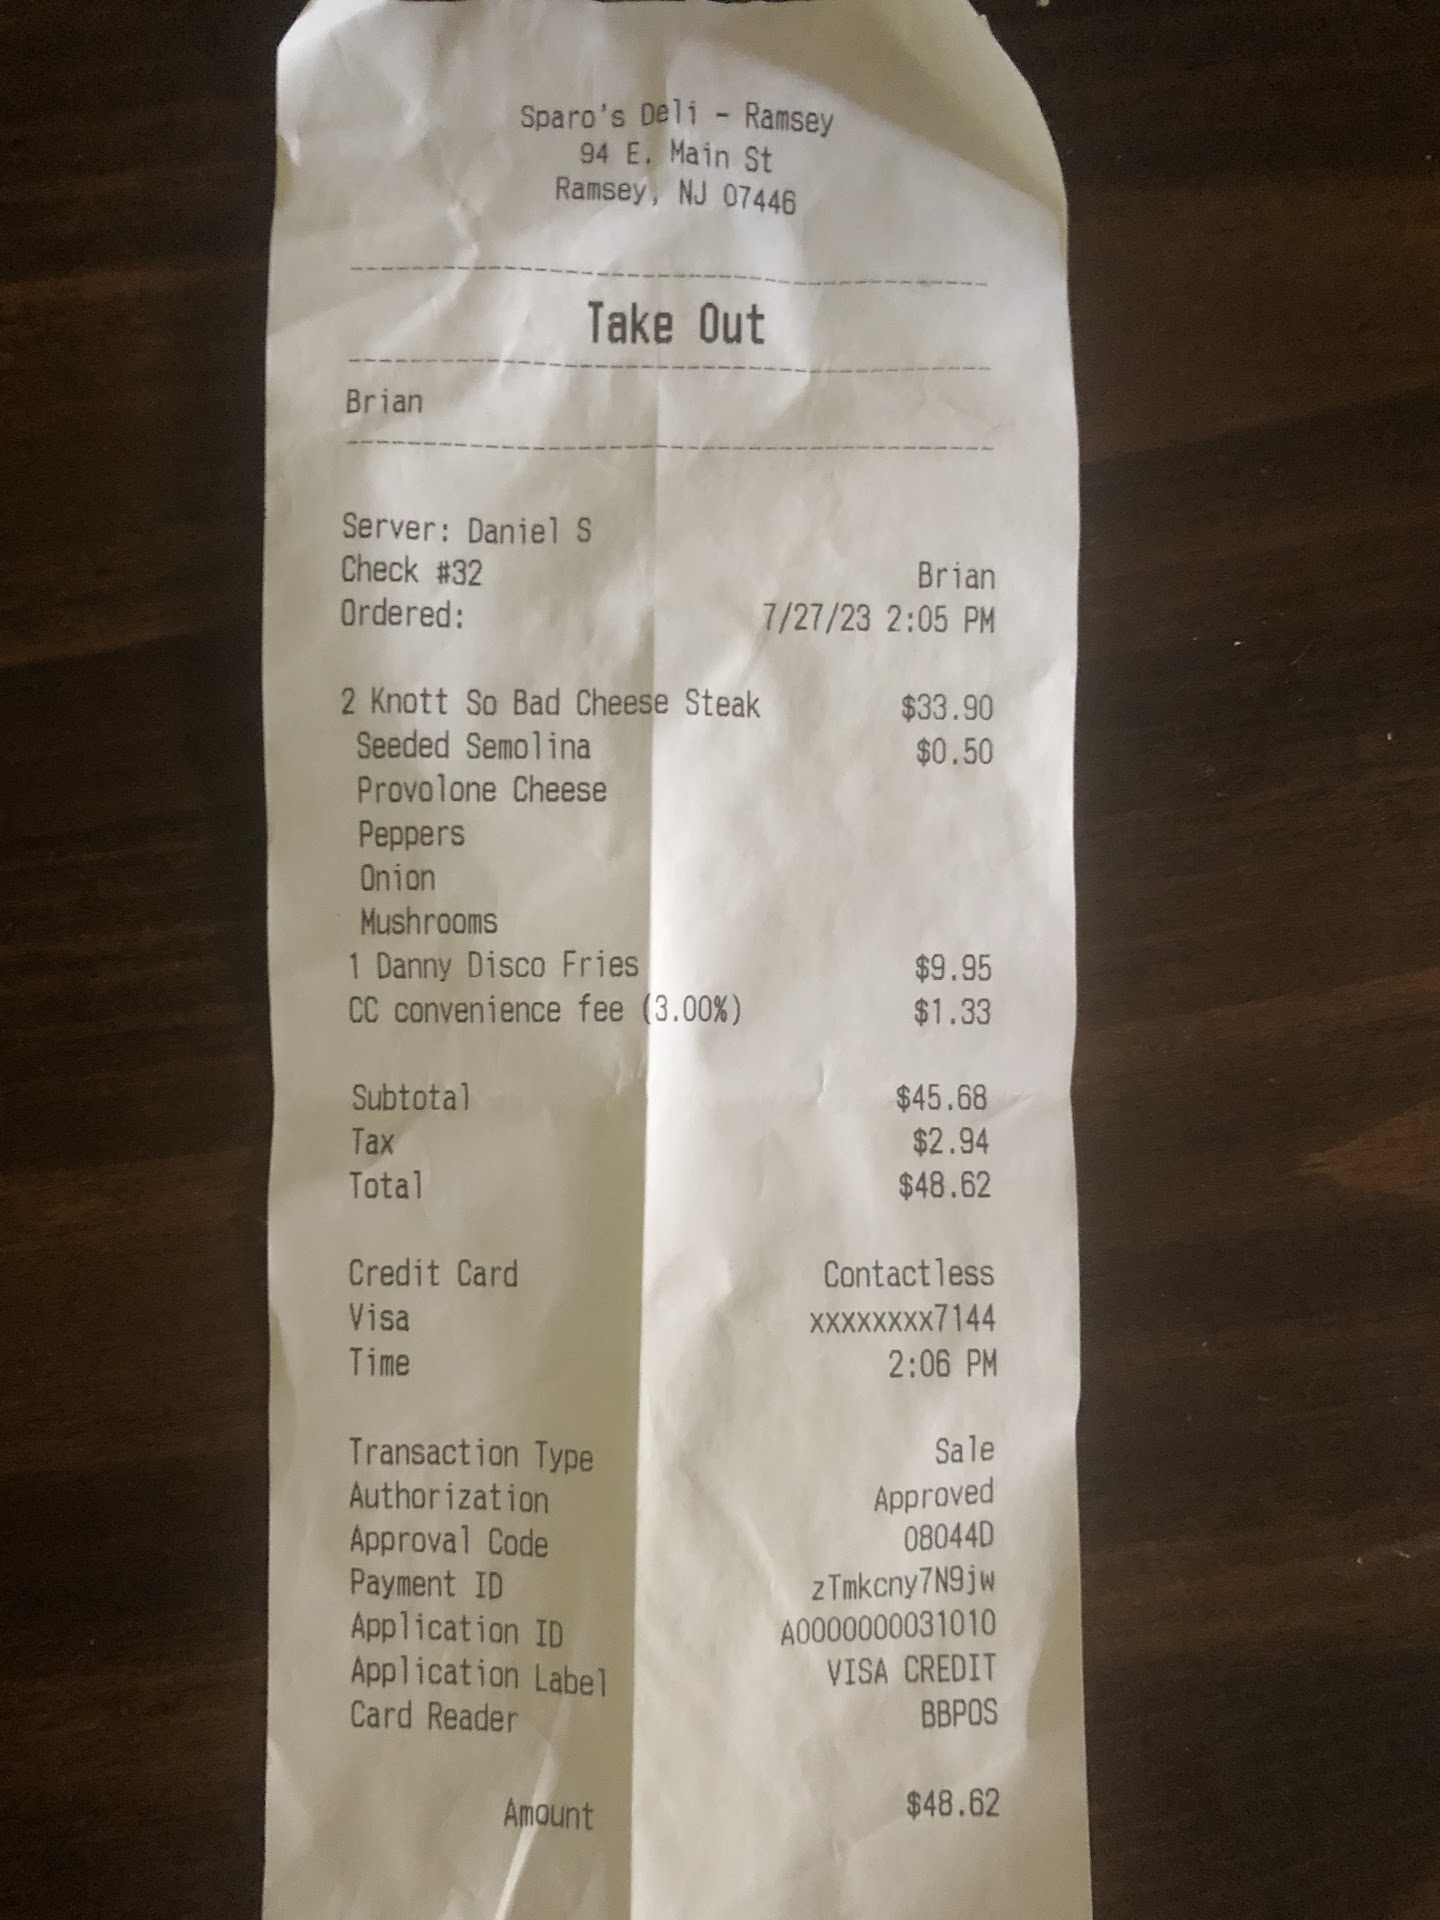 Sparo's Deli - Ramsey
94 E. Main St
Ramsey, NJ 07446
Take Out
Brian
Server: Daniel S
Check #32 Brian
Ordered: 7/27/23 2:05 PM
2 Knott So Bad Cheese Steak $33.90
Seeded Semolina $0.50
Provolone Cheese
Peppers
Onion
Mushrooms
1 Danny Disco Fries $9.95
CC convenience fee (3.00%) $1.33
Subtotal $45.68
Tax $2.94
Total $48.62
Credit Card Contactless
Visa xxxxxxxx7144
Time 2:06 PM
Transaction Type Sale
Authorization Approved
Approval Code 08044D
Payment ID zTmkcny7N9jw
Application ID A0000000031010
Application Label VISA CREDIT
Card Reader BBPOS
Amount $48.62